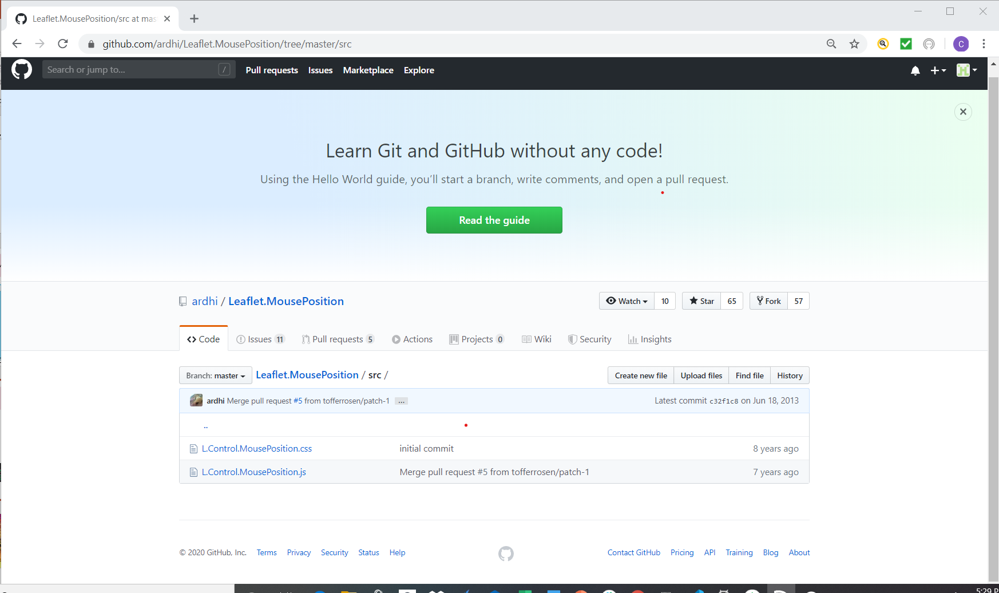 Leaflet.MousePosition/src at mas
github.com/ardhi/Leaflet.MousePosition/tree/master/src
C
Search or jump to... /
Pull requests Issues Marketplace Explore
Learn Git and GitHub without any code!
Using the Hello World guide, you’ll start a branch, write comments, and open a pull request.
Read the guide
ardhi / Leaflet.MousePosition
Watch 10 Star 65 Fork 57
Code Issues 11 Pull requests 5 Actions Projects 0 Wiki Security Insights
Branch: master Leaflet.MousePosition / src /
Create new file Upload files Find file History
ardhi Merge pull request #5 from tofferrosen/patch-1 ...
Latest commit c32f1c8 on Jun 18, 2013
..
L.Control.MousePosition.css initial commit 8 years ago
L.Control.MousePosition.js Merge pull request #5 from tofferrosen/patch-1 7 years ago
© 2020 GitHub, Inc. Terms Privacy Security Status Help
Contact GitHub Pricing API Training Blog About
5:29 P